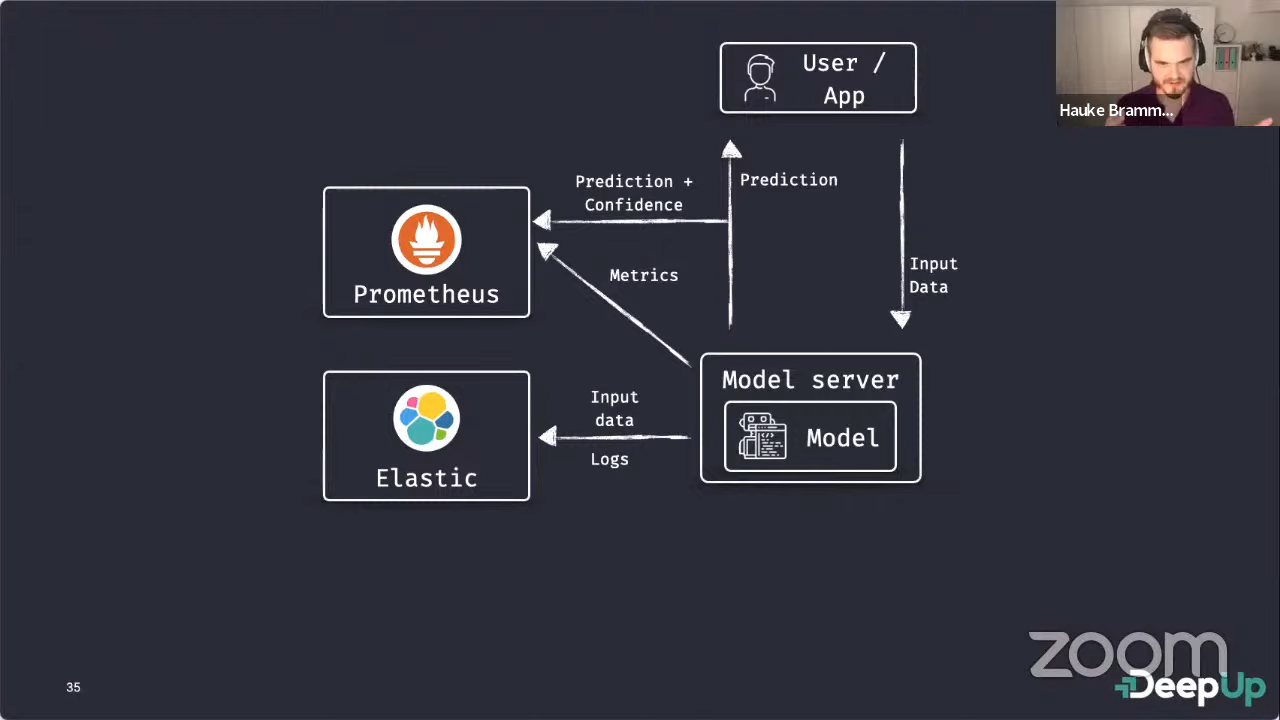 User /
App
Hauke Bramm...
Prediction +
Confidence
Prediction
Prometheus
Metrics
Input
Data
Model server
Model
Input
data
Logs
Elastic
35
zoom
DeepUp